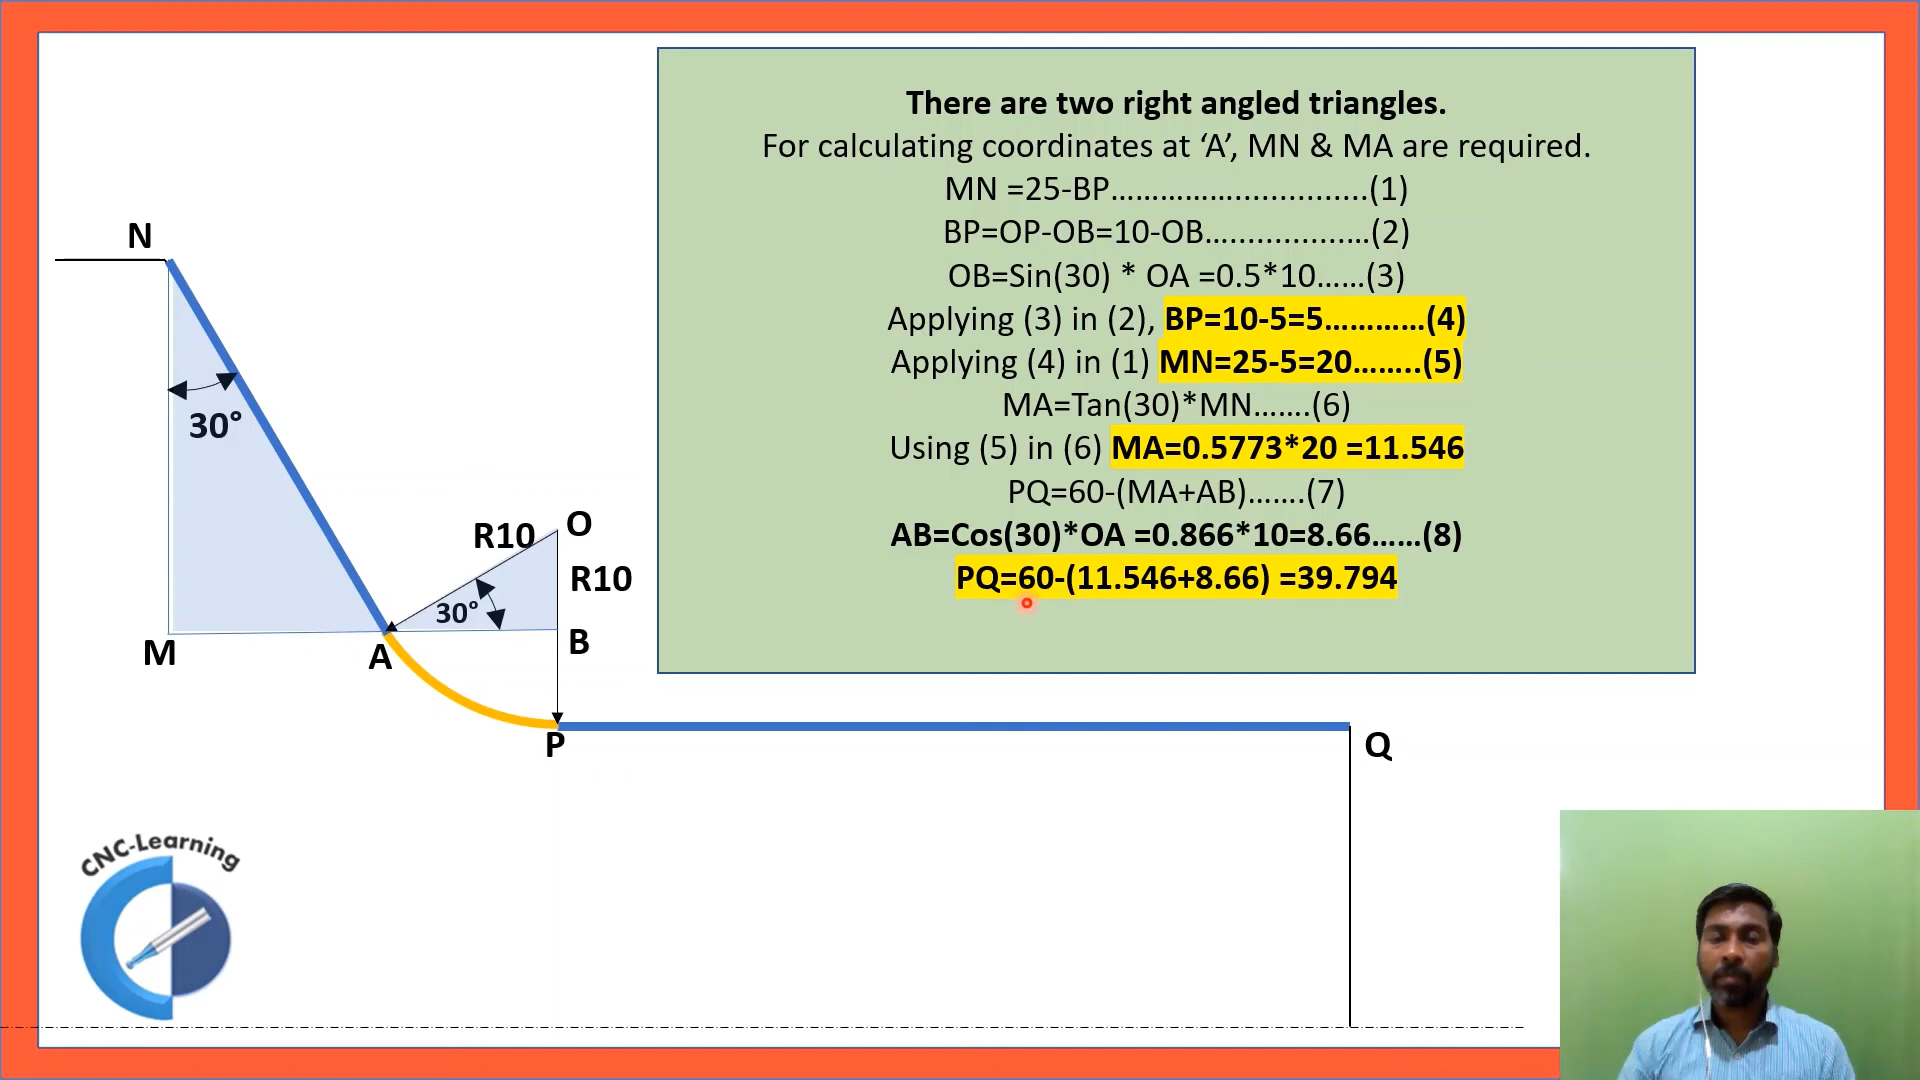 There are two right angled triangles.
For calculating coordinates at ‘A’, MN & MA are required.
MN =25-BP……………..............(1)
BP=OP-OB=10-OB…................…(2)
OB=Sin(30) * OA =0.5*10……(3)
Applying (3) in (2), BP=10-5=5…………(4)
Applying (4) in (1) MN=25-5=20……..(5)
MA=Tan(30)*MN…….(6)
Using (5) in (6) MA=0.5773*20 =11.546
PQ=60-(MA+AB)…….(7)
AB=Cos(30)*OA =0.866*10=8.66……(8)
PQ=60-(11.546+8.66) =39.794
N
30°
O
R10
R10
30°
B
M
A
P
Q
CNC-Learning